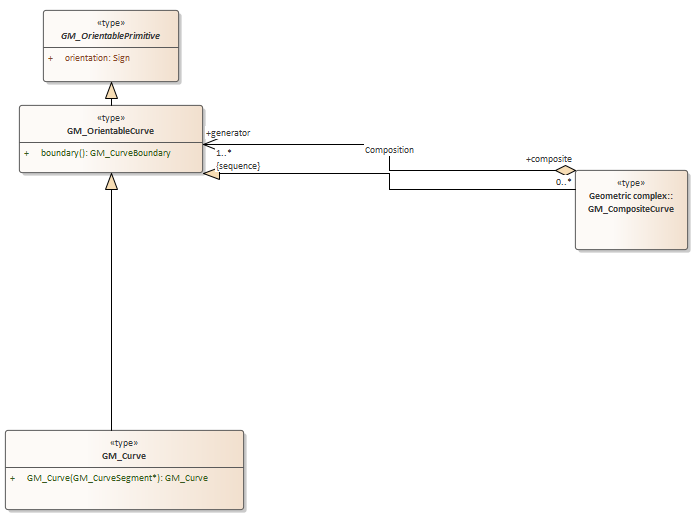 «type»
GM_OrientablePrimitive
+ orientation: Sign
«type»
GM_OrientableCurve
+ boundary(): GM_CurveBoundary
+generator
1..*
{sequence}
Composition
+composite
0..*
«type»
Geometric complex::
GM_CompositeCurve
«type»
GM_Curve
+ GM_Curve(GM_CurveSegment*): GM_Curve